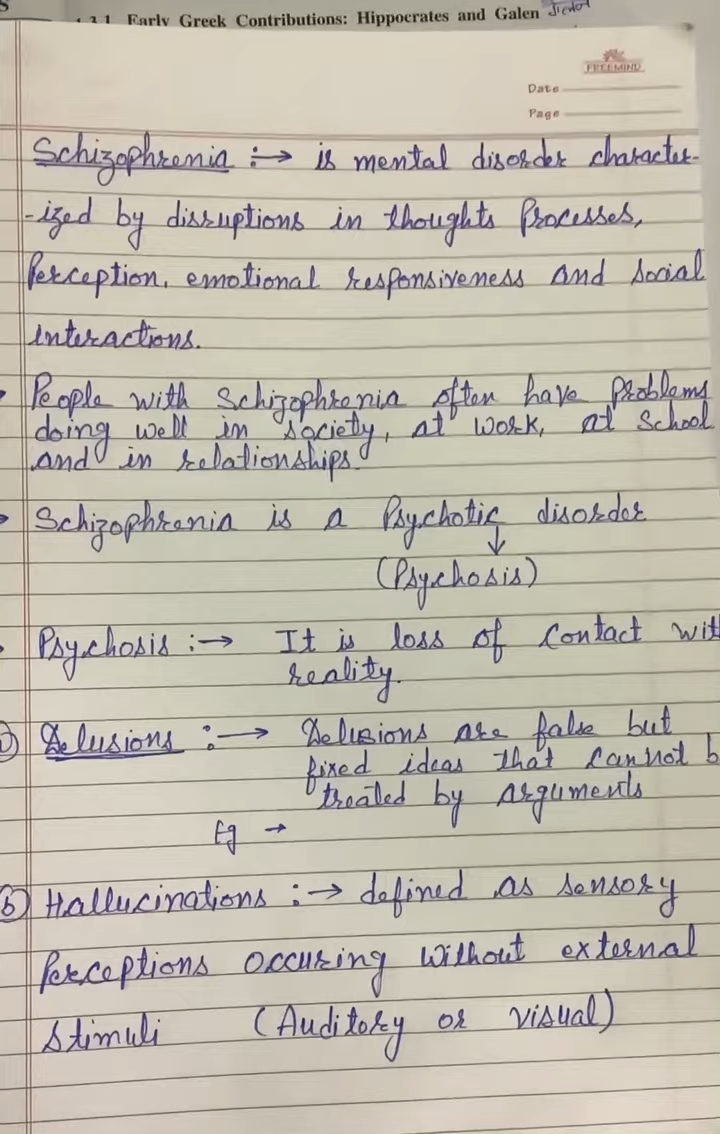 Early Greek Contributions: Hippocrates and Galen
FREEMIND
Date
Page
Schizophrenia :→ is mental disorder character-
-ized by disruptions in thoughts Processes,
Perception, emotional responsiveness and social
interactions.
People with Schizophrenia often have Problems
doing well in society, at work, at School
and in relationships.
Schizophrenia is a Psychotic disorder
↓
(Psychosis)
Psychosis :→ It is loss of contact wit
reality.
Delusions :→ Delusions are false but
fixed ideas that cannot b
treated by arguments
Eg →
b) Hallucinations :→ defined as sensory
Perceptions occuring without external
stimuli (Auditory or visual)